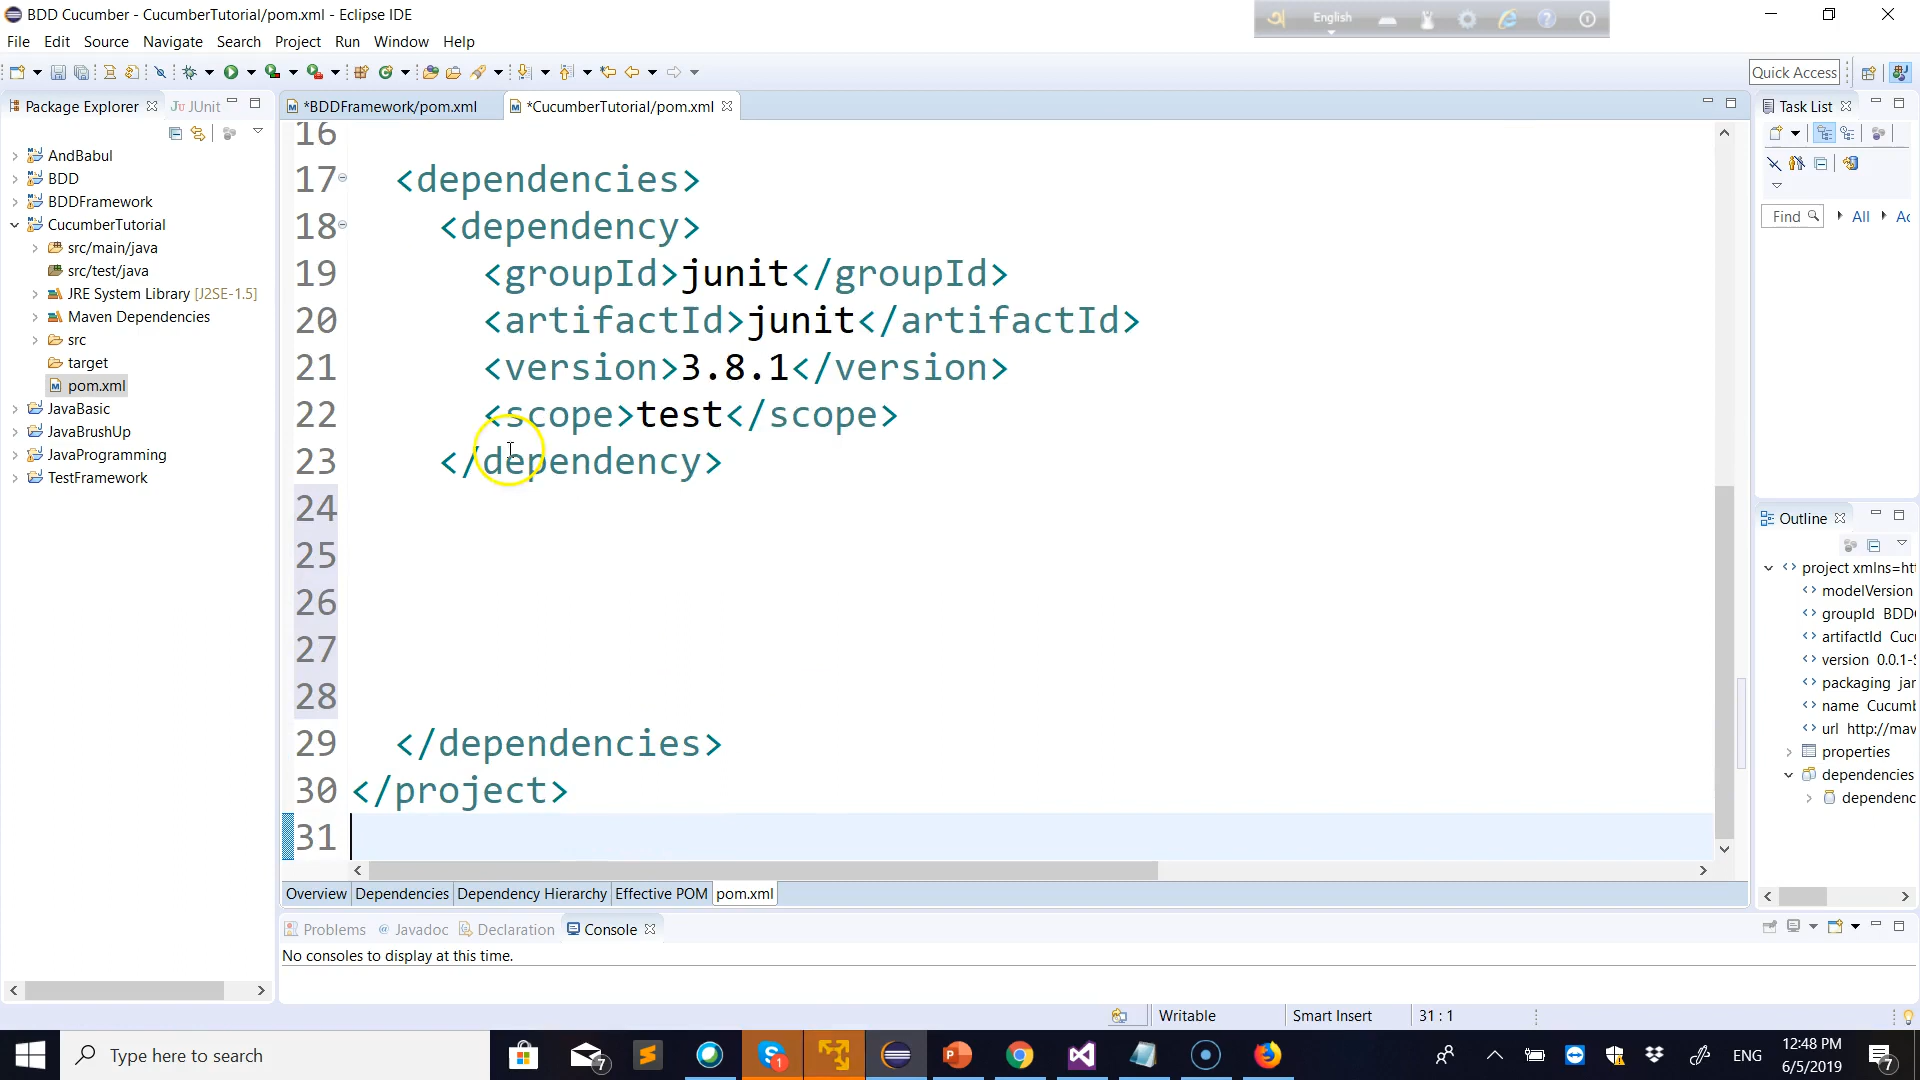 BDD Cucumber - CucumberTutorial/pom.xml - Eclipse IDE
English
File Edit Source Navigate Search Project Run Window Help
Quick Access
Package Explorer JUnit
*BDDFramework/pom.xml *CucumberTutorial/pom.xml
Task List
AndBabul
BDD
BDDFramework
CucumberTutorial
src/main/java
src/test/java
JRE System Library [J2SE-1.5]
Maven Dependencies
src
target
pom.xml
JavaBasic
JavaBrushUp
JavaProgramming
TestFramework
16
17 <dependencies>
18 <dependency>
19 <groupId>junit</groupId>
20 <artifactId>junit</artifactId>
21 <version>3.8.1</version>
22 <scope>test</scope>
23 </dependency>
24
25
26
27
28
29 </dependencies>
30 </project>
31
Overview Dependencies Dependency Hierarchy Effective POM pom.xml
Find All Ac
Outline
project xmlns=htt
modelVersion
groupId BDD
artifactId Cuc
version 0.0.1-S
packaging jar
name Cucumb
url http://mav
properties
dependencies
dependenc
Problems Javadoc Declaration Console
No consoles to display at this time.
Writable Smart Insert 31 : 1
Type here to search
7
1
ENG
12:48 PM
6/5/2019
7